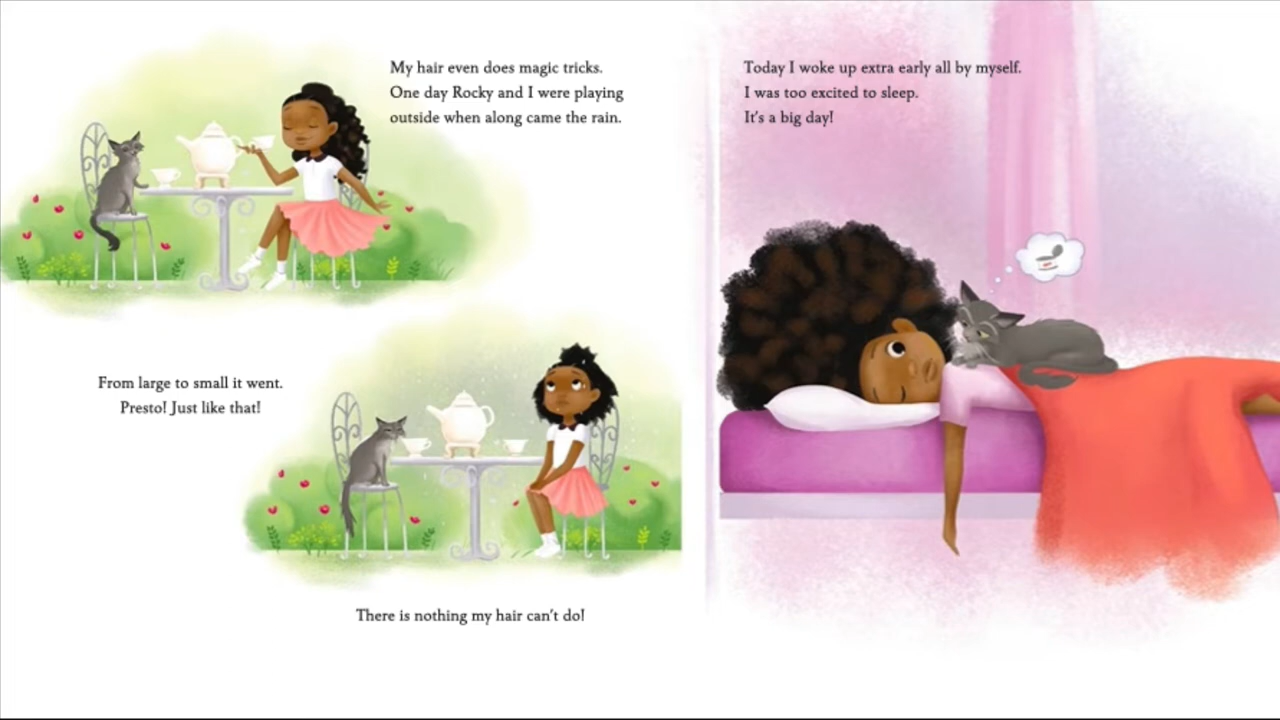 My hair even does magic tricks.
One day Rocky and I were playing
outside when along came the rain.
From large to small it went.
Presto! Just like that!
There is nothing my hair can't do!
Today I woke up extra early all by myself.
I was too excited to sleep.
It's a big day!